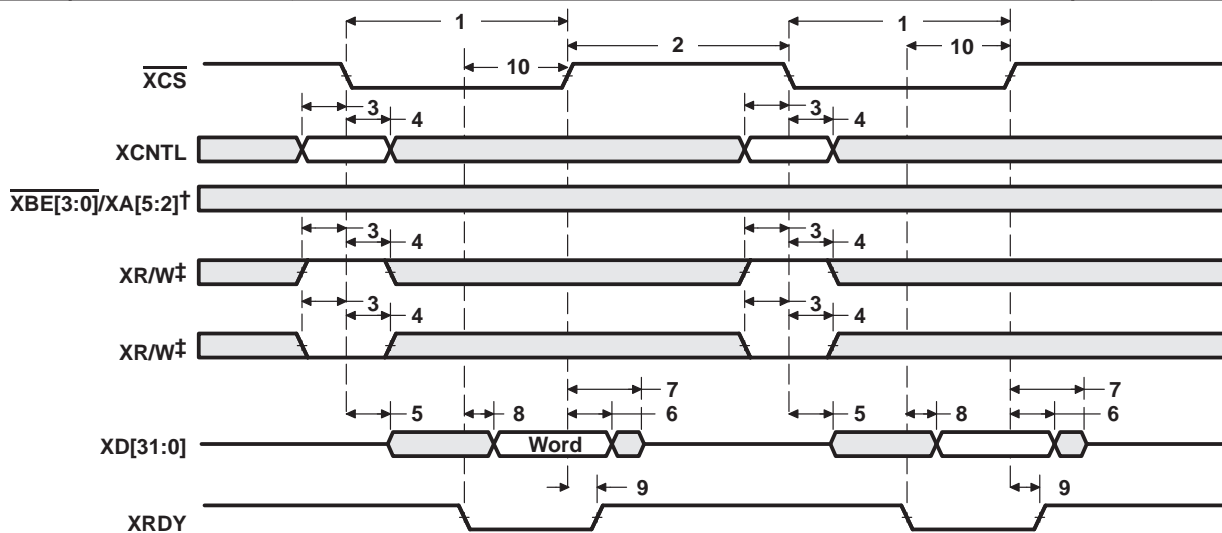 1 1
2
10 10
XCS
3 3
4 4
XCNTL
XBE[3:0]/XA[5:2]†
3 3
4 4
XR/W‡
3 3
4 4
XR/W‡
7 7
5 8 6 5 8 6
XD[31:0] Word
9 9
XRDY